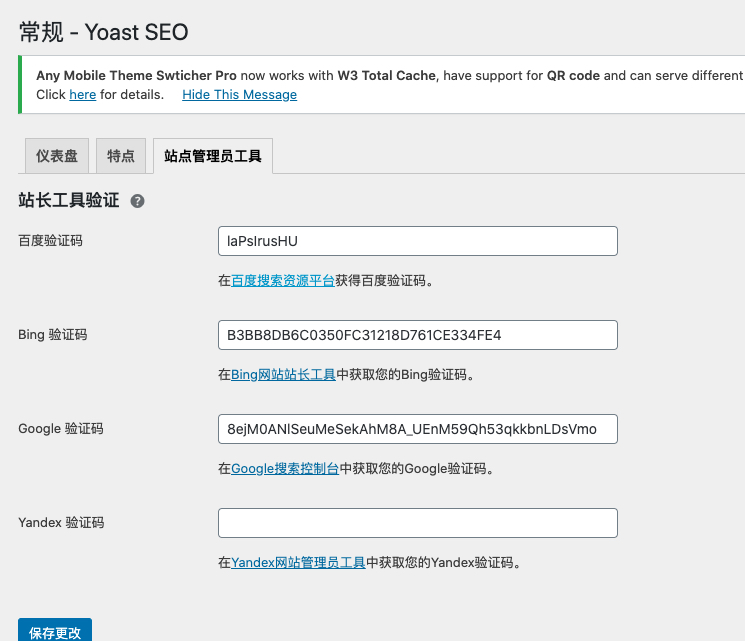 常规 - Yoast SEO
Any Mobile Theme Swticher Pro now works with W3 Total Cache, have support for QR code and can serve different
Click here for details. Hide This Message
仪表盘 特点 站点管理员工具
站长工具验证 ?
百度验证码 laPsIrusHU
在百度搜索资源平台获得百度验证码。
Bing 验证码 B3BB8DB6C0350FC31218D761CE334FE4
在Bing网站站长工具中获取您的Bing验证码。
Google 验证码 8ejM0ANISeuMeSekAhM8A_UEnM59Qh53qkkbnLDsVmo
在Google搜索控制台中获取您的Google验证码。
Yandex 验证码
在Yandex网站管理员工具中获取您的Yandex验证码。
保存更改